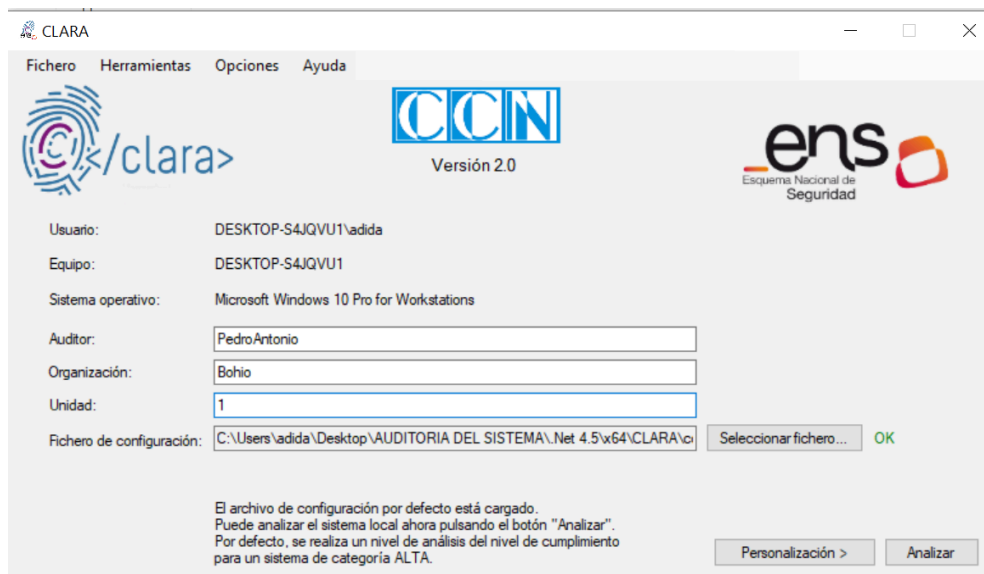 CLARA
Fichero Herramientas Opciones Ayuda
</clara>
CCN
Versión 2.0
ens
Esquema Nacional de
Seguridad
Usuario: DESKTOP-S4JQVU1\adida
Equipo: DESKTOP-S4JQVU1
Sistema operativo: Microsoft Windows 10 Pro for Workstations
Auditor: PedroAntonio
Organización: Bohio
Unidad: 1
Fichero de configuración: C:\Users\adida\Desktop\AUDITORIA DEL SISTEMA\.Net 4.5\x64\CLARA\c Seleccionar fichero... OK
El archivo de configuración por defecto está cargado.
Puede analizar el sistema local ahora pulsando el botón "Analizar".
Por defecto, se realiza un nivel de análisis del nivel de cumplimiento
para un sistema de categoría ALTA.
Personalización > Analizar